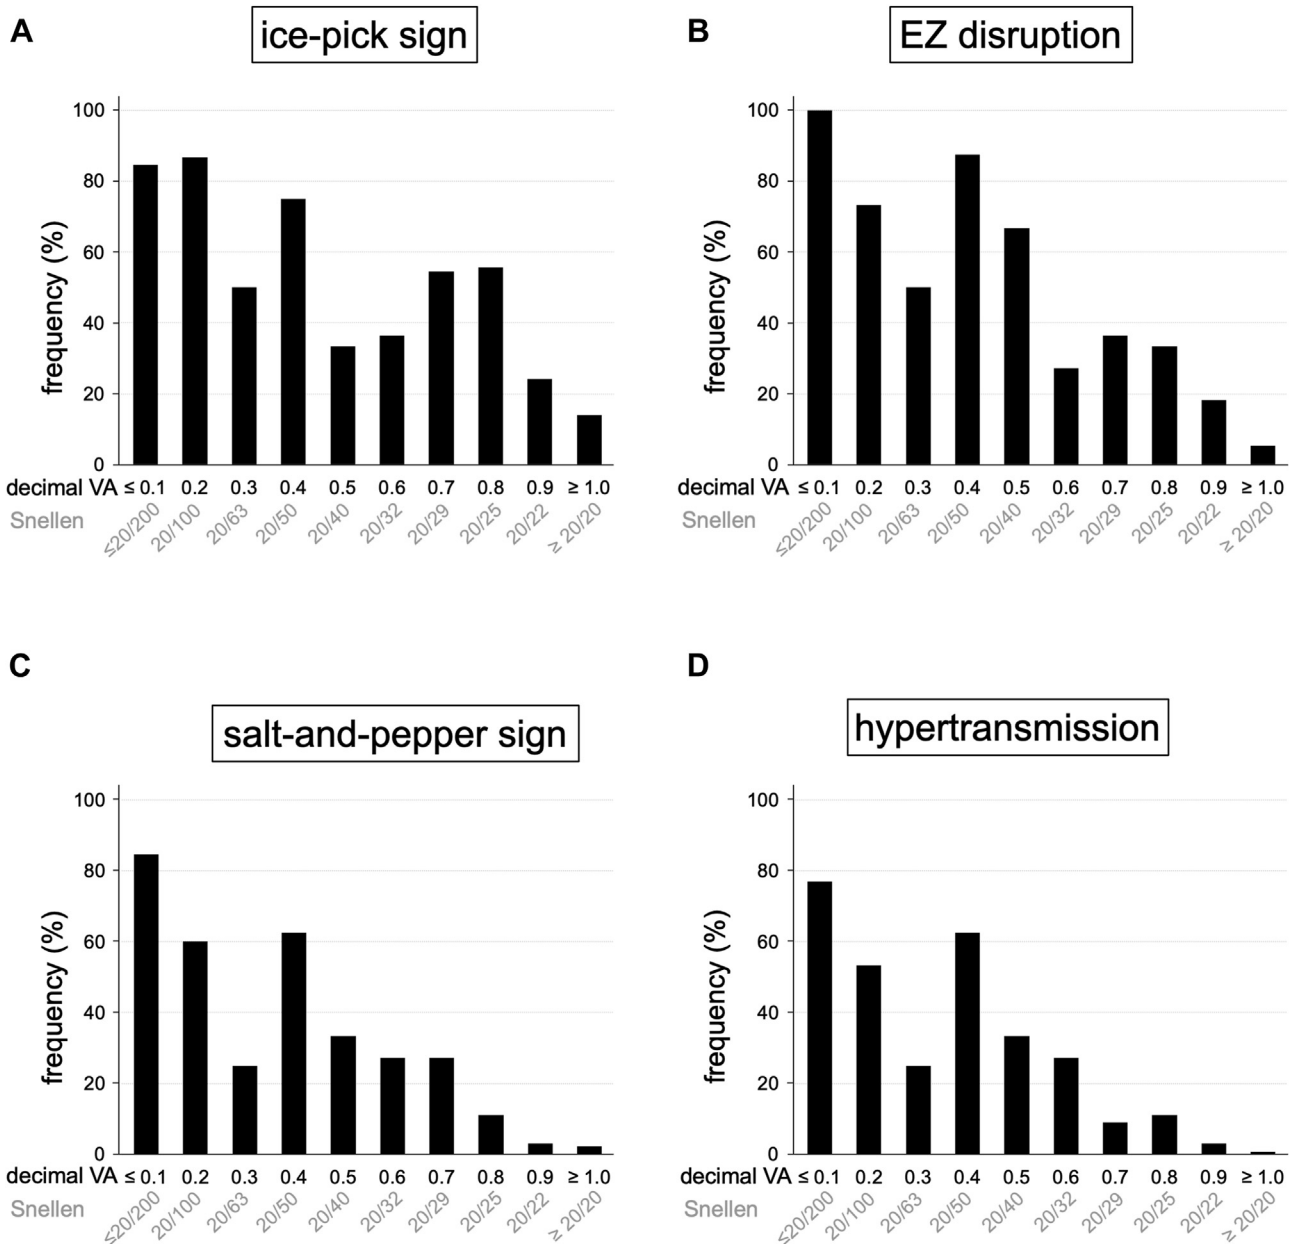 A
ice-pick sign
frequency (%)
100
80
60
40
20
0
decimal VA ≤ 0.1 0.2 0.3 0.4 0.5 0.6 0.7 0.8 0.9 ≥ 1.0
Snellen ≤20/200 20/100 20/63 20/50 20/40 20/32 20/29 20/25 20/22 ≥ 20/20
B
EZ disruption
frequency (%)
100
80
60
40
20
0
decimal VA ≤ 0.1 0.2 0.3 0.4 0.5 0.6 0.7 0.8 0.9 ≥ 1.0
Snellen ≤20/200 20/100 20/63 20/50 20/40 20/32 20/29 20/25 20/22 ≥ 20/20
C
salt-and-pepper sign
frequency (%)
100
80
60
40
20
0
decimal VA ≤ 0.1 0.2 0.3 0.4 0.5 0.6 0.7 0.8 0.9 ≥ 1.0
Snellen ≤20/200 20/100 20/63 20/50 20/40 20/32 20/29 20/25 20/22 ≥ 20/20
D
hypertransmission
frequency (%)
100
80
60
40
20
0
decimal VA ≤ 0.1 0.2 0.3 0.4 0.5 0.6 0.7 0.8 0.9 ≥ 1.0
Snellen ≤20/200 20/100 20/63 20/50 20/40 20/32 20/29 20/25 20/22 ≥ 20/20